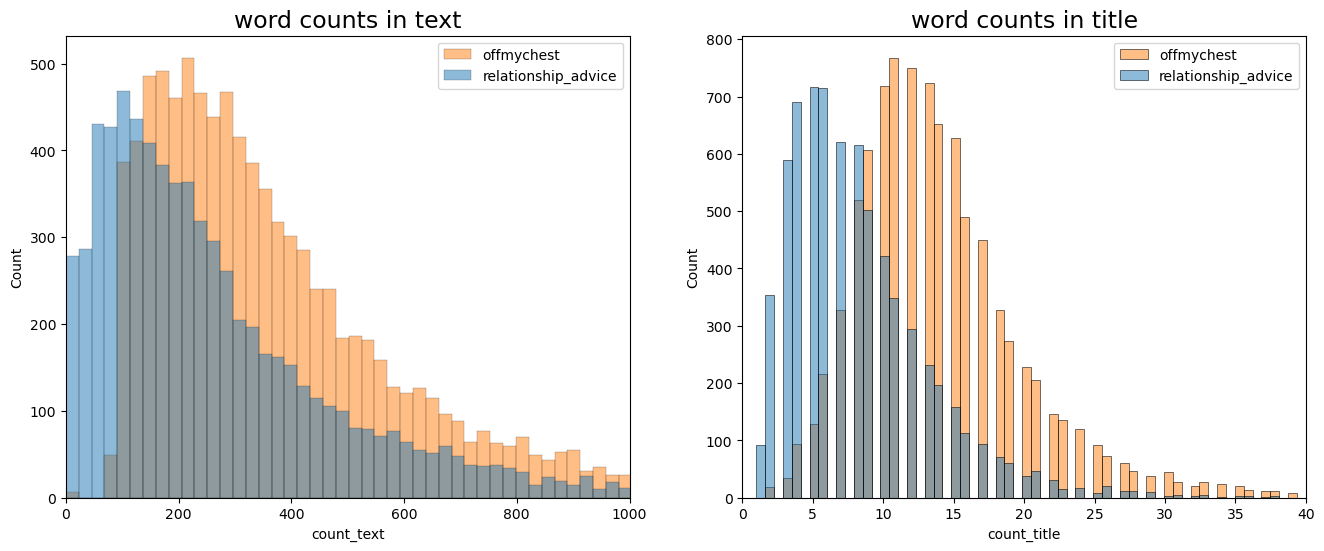 word counts in text
offmychest
relationship_advice
500
400
300
200
100
0
Count
0 200 400 600 800 1000
count_text
word counts in title
offmychest
relationship_advice
800
700
600
500
400
300
200
100
0
Count
0 5 10 15 20 25 30 35 40
count_title